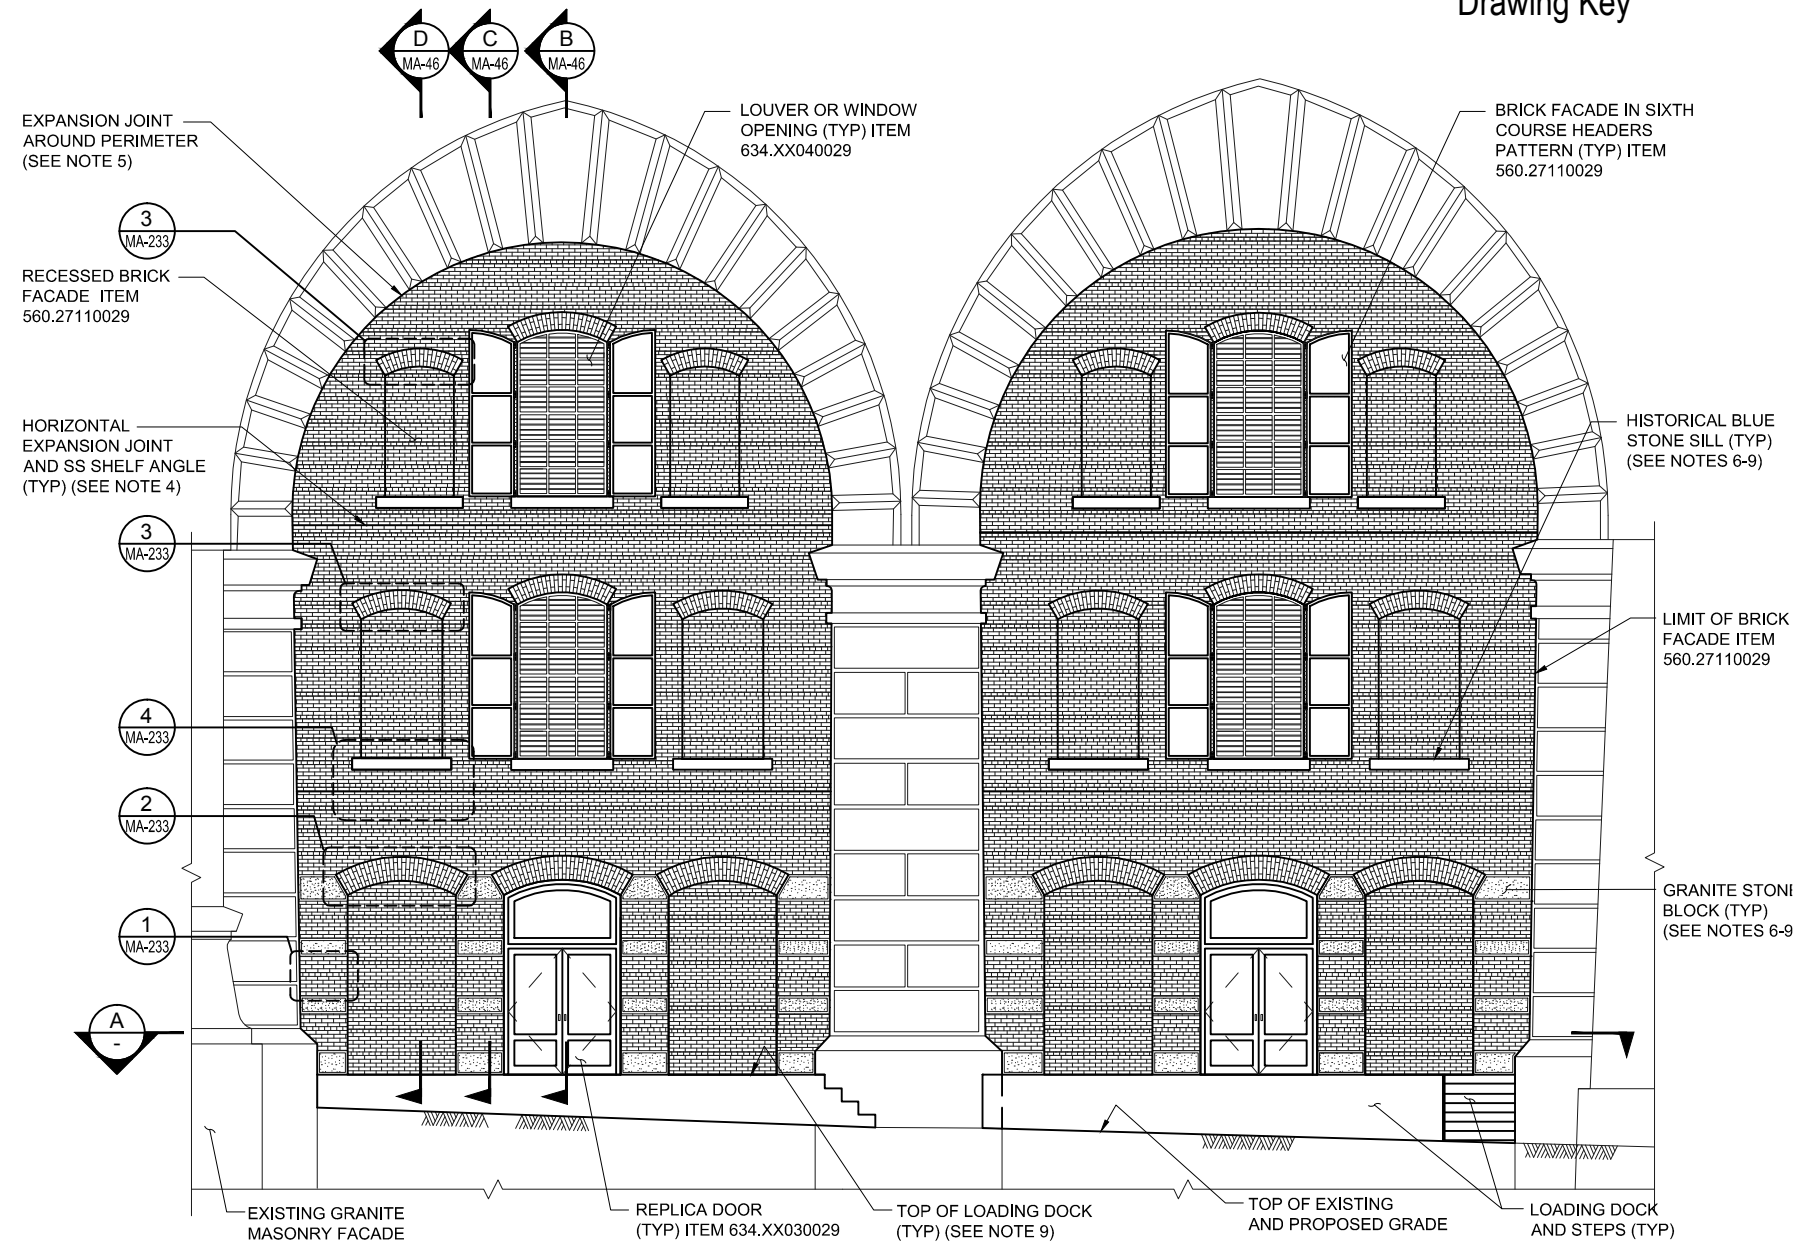 Drawing Key
D
MA-46
C
MA-46
B
MA-46
EXPANSION JOINT
AROUND PERIMETER
(SEE NOTE 5)
LOUVER OR WINDOW
OPENING (TYP) ITEM
634.XX040029
BRICK FACADE IN SIXTH
COURSE HEADERS
PATTERN (TYP) ITEM
560.27110029
3
MA-233
RECESSED BRICK
FACADE ITEM
560.27110029
HORIZONTAL
EXPANSION JOINT
AND SS SHELF ANGLE
(TYP) (SEE NOTE 4)
HISTORICAL BLUE
STONE SILL (TYP)
(SEE NOTES 6-9)
3
MA-233
LIMIT OF BRICK
FACADE ITEM
560.27110029
4
MA-233
2
MA-233
GRANITE STONE
BLOCK (TYP)
(SEE NOTES 6-9
1
MA-233
A
-
EXISTING GRANITE
MASONRY FACADE
REPLICA DOOR
(TYP) ITEM 634.XX030029
TOP OF LOADING DOCK
(TYP) (SEE NOTE 9)
TOP OF EXISTING
AND PROPOSED GRADE
LOADING DOCK
AND STEPS (TYP)